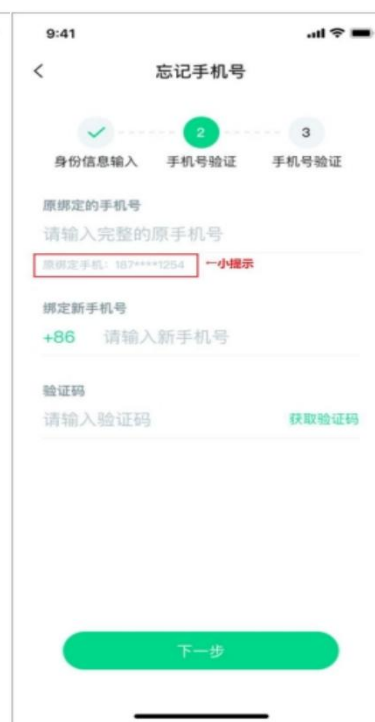 9:41
忘记手机号
2
3
身份信息输入 手机号验证 手机号验证
原绑定的手机号
请输入完整的原手机号
原绑定手机：187****1254 ←小提示
绑定新手机号
+86 请输入新手机号
验证码
请输入验证码 获取验证码
下一步